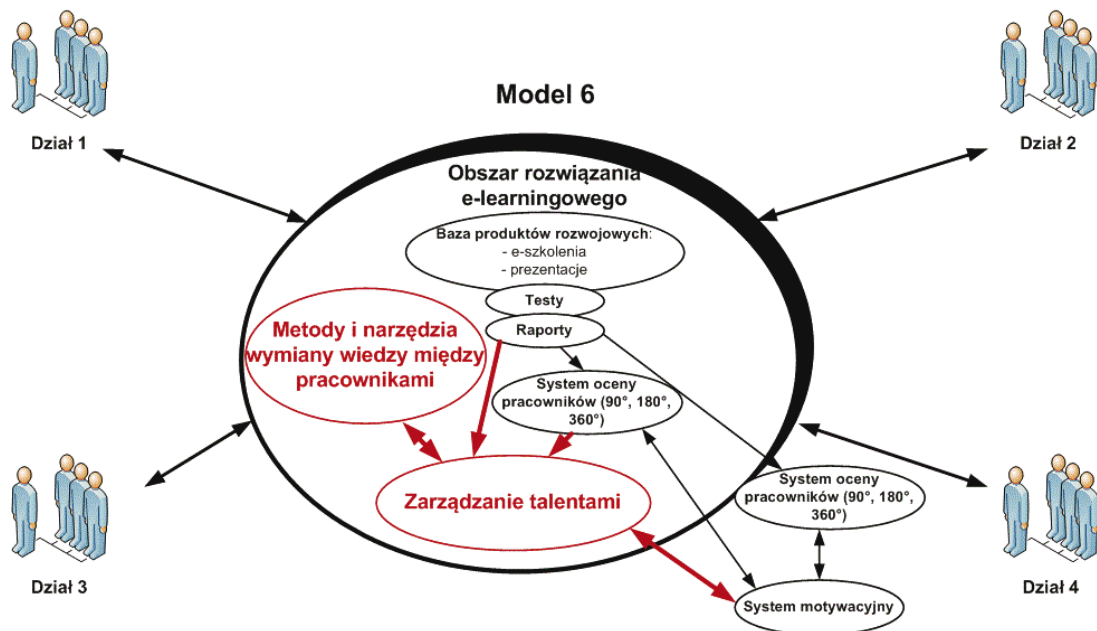 Model 6
Dział 1
Dział 2
Obszar rozwiązania
e-learningowego
Baza produktów rozwojowych:
- e-szkolenia
- prezentacje
Testy
Raporty
Metody i narzędzia
wymiany wiedzy między
pracownikami
System oceny
pracowników (90°, 180°,
360°)
Zarządzanie talentami
System oceny
pracowników (90°, 180°,
360°)
System motywacyjny
Dział 3
Dział 4